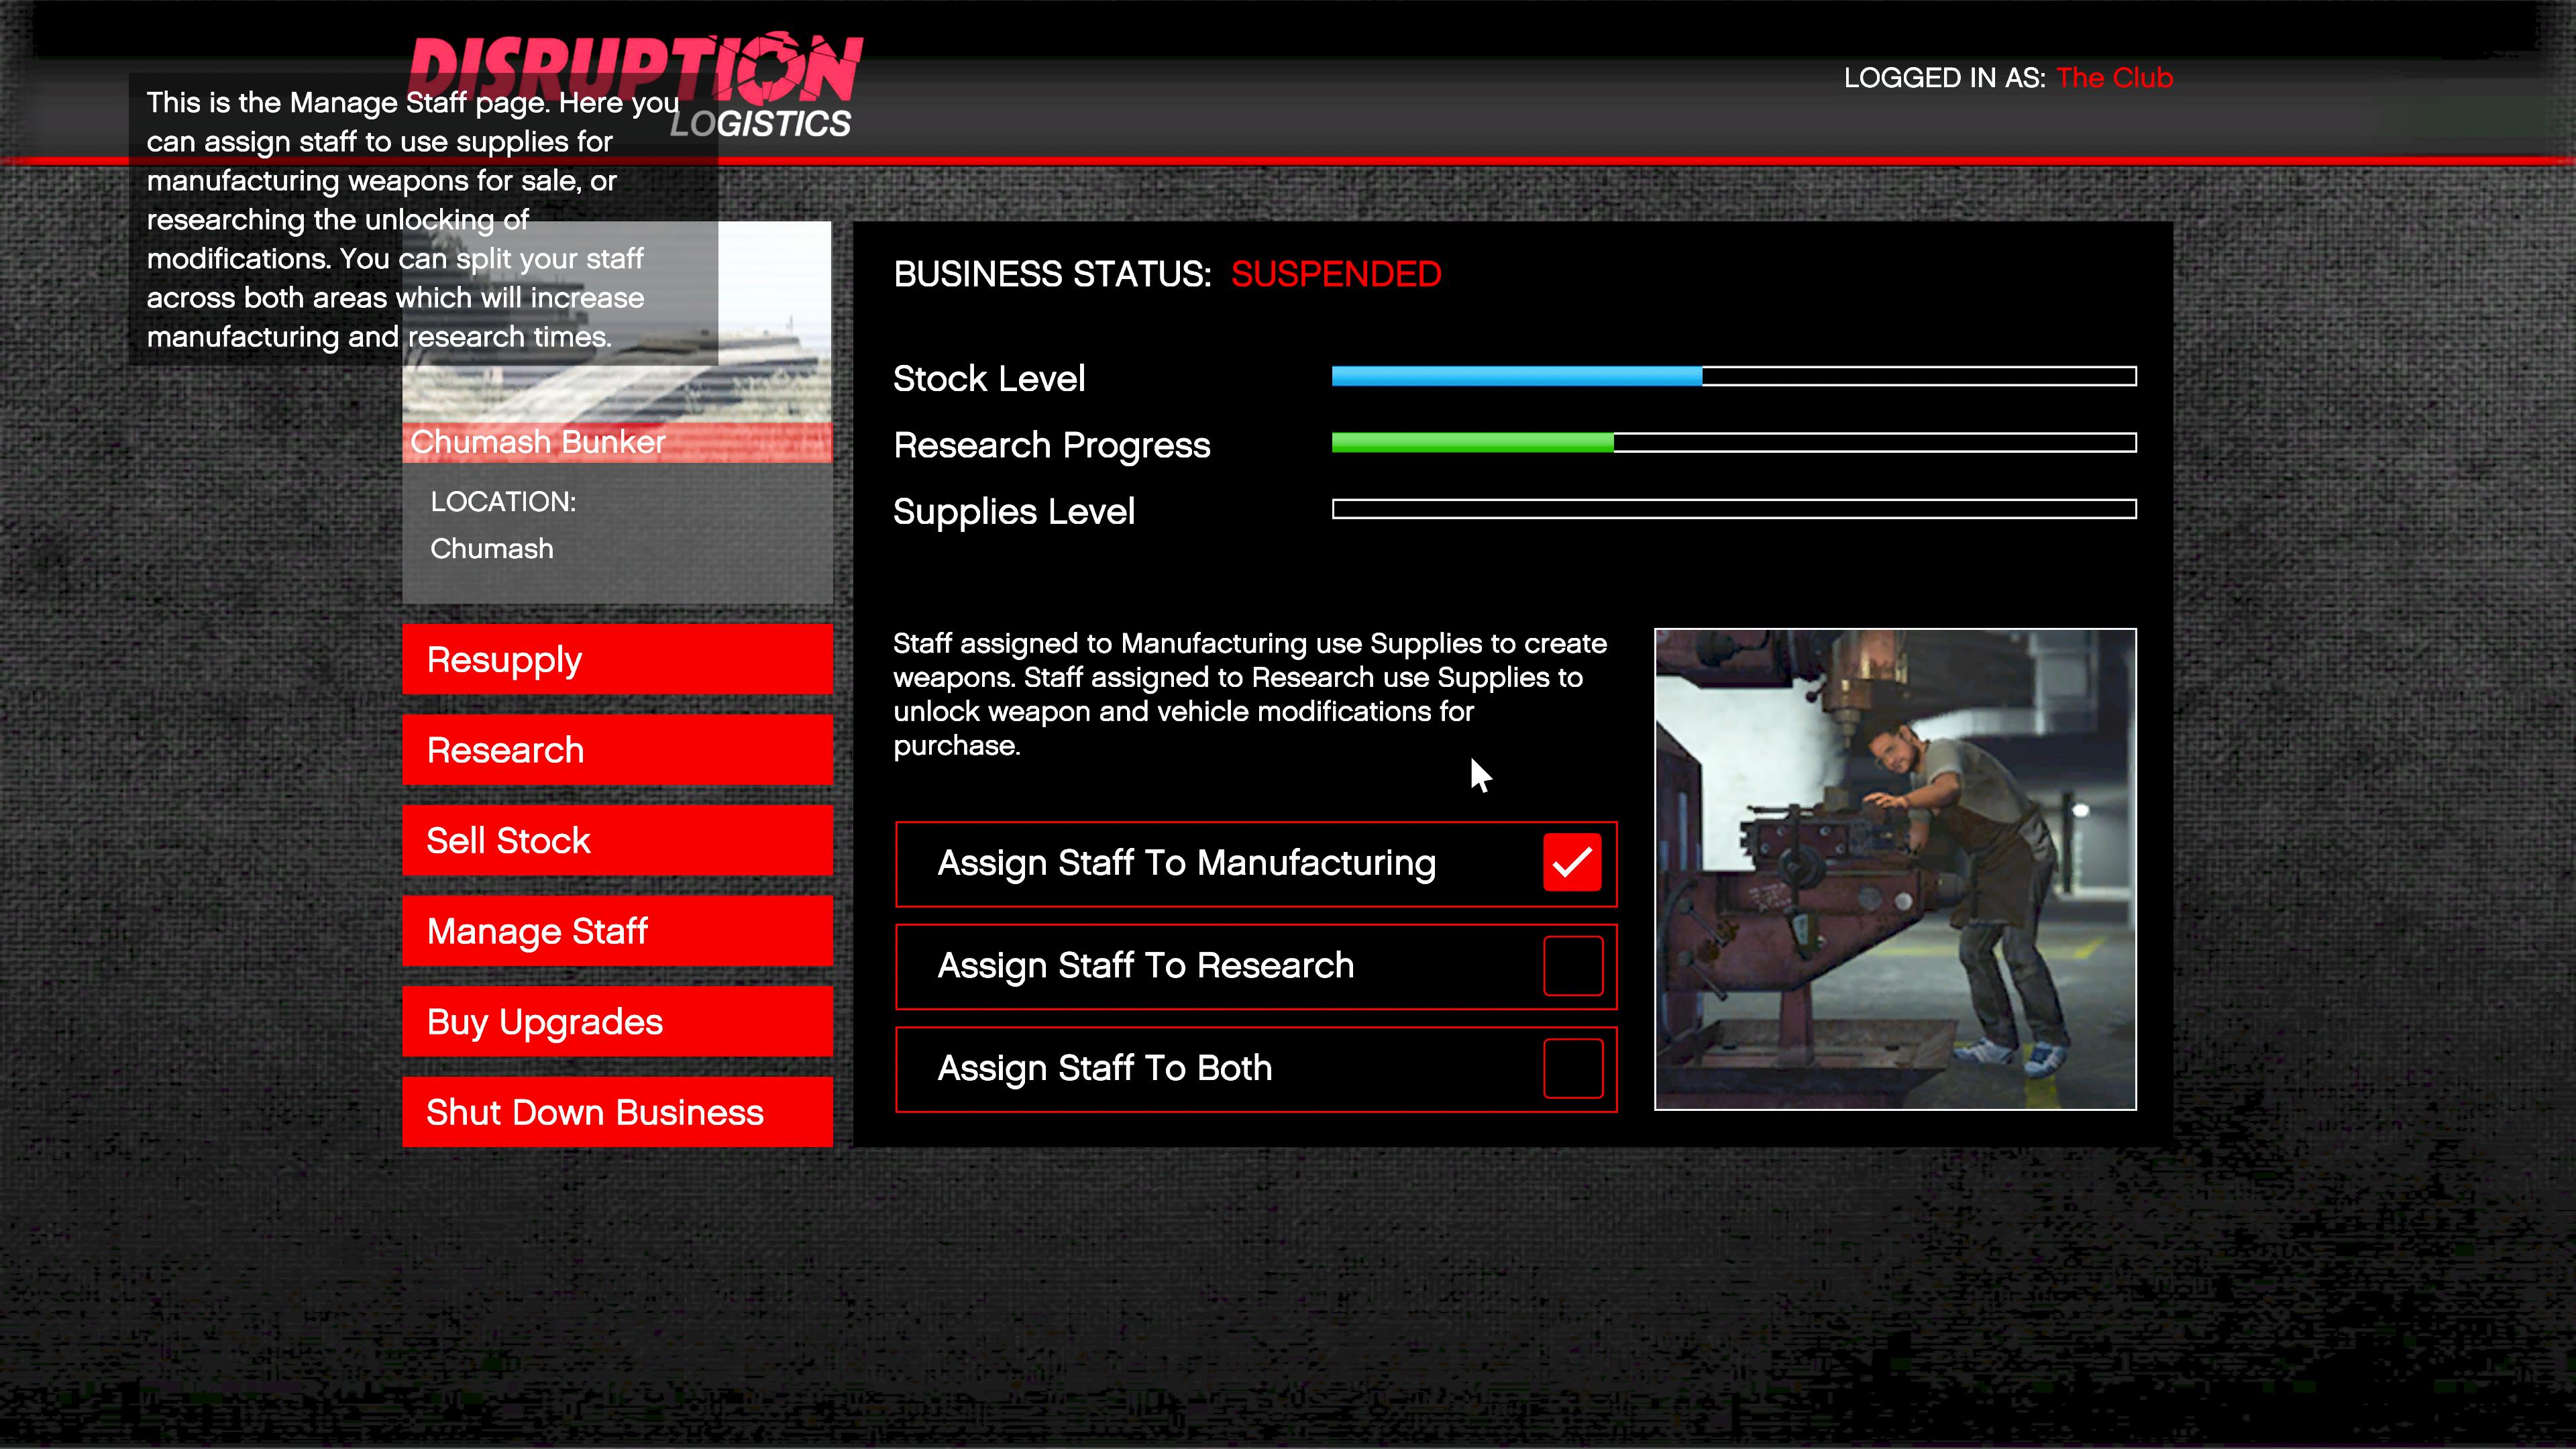 DISRUPTION
LOGISTICS
LOGGED IN AS: The Club
This is the Manage Staff page. Here you
can assign staff to use supplies for
manufacturing weapons for sale, or
researching the unlocking of
modifications. You can split your staff
across both areas which will increase
manufacturing and research times.
Chumash Bunker
LOCATION:
Chumash
Resupply
Research
Sell Stock
Manage Staff
Buy Upgrades
Shut Down Business
BUSINESS STATUS: SUSPENDED
Stock Level
Research Progress
Supplies Level
Staff assigned to Manufacturing use Supplies to create
weapons. Staff assigned to Research use Supplies to
unlock weapon and vehicle modifications for
purchase.
Assign Staff To Manufacturing
Assign Staff To Research
Assign Staff To Both